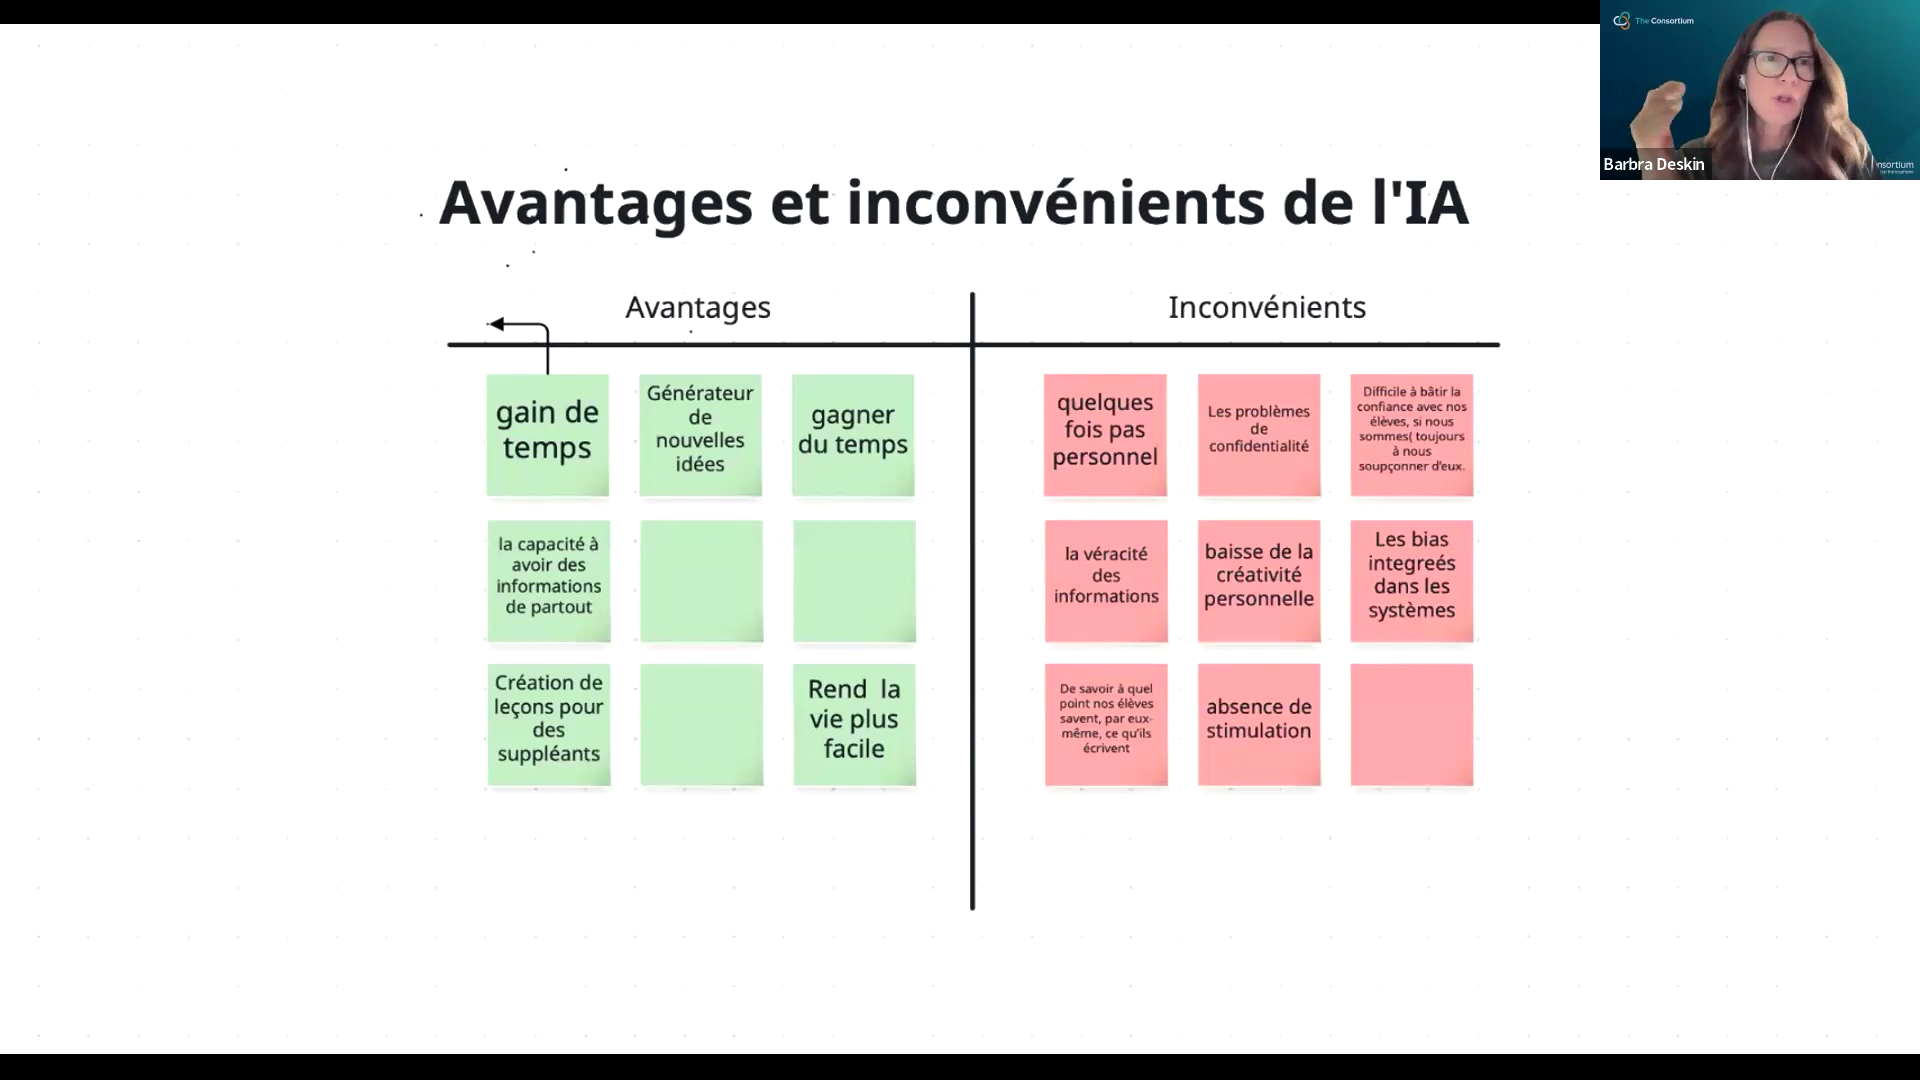 The Consortium
Barbra Deskin
nsortium
Avantages et inconvénients de l'IA
Avantages
Inconvénients
gain de
temps
Générateur
de
nouvelles
idées
gagner
du temps
quelques
fois pas
personnel
Les problèmes
de
confidentialité
Difficile à bâtir la
confiance avec nos
élèves, si nous
sommes( toujours
à nous
soupçonner d'eux.
la capacité à
avoir des
informations
de partout
la véracité
des
informations
baisse de la
créativité
personnelle
Les bias
integreés
dans les
systèmes
Création de
leçons pour
des
suppléants
Rend la
vie plus
facile
De savoir à quel
point nos élèves
savent, par eux-
même, ce qu'ils
écrivent
absence de
stimulation